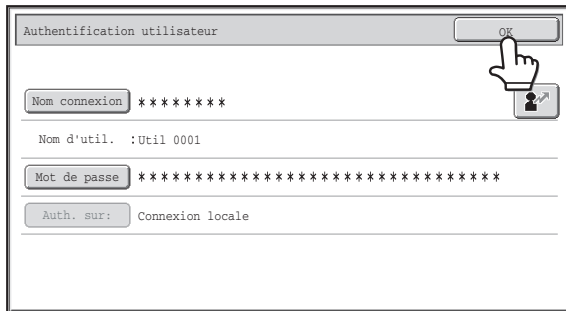 Authentification utilisateur
OK
Nom connexion ********
Nom d'util. :Util 0001
Mot de passe ********************************
Auth. sur: Connexion locale